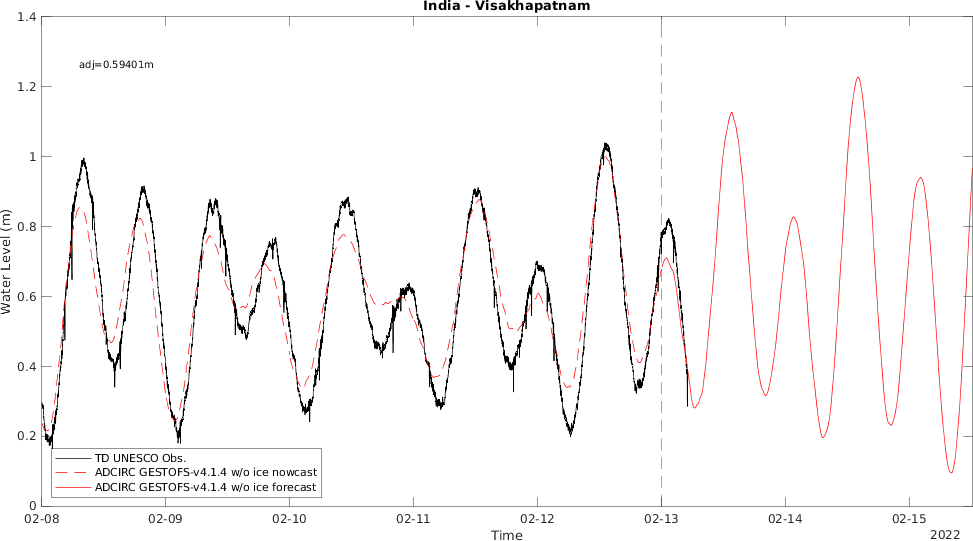 India - Visakhapatnam
1.4
1.2
1
0.8
0.6
0.4
0.2
0
Water Level (m)
adj=0.59401m
TD UNESCO Obs.
ADCIRC GESTOFS-v4.1.4 w/o ice nowcast
ADCIRC GESTOFS-v4.1.4 w/o ice forecast
02-08 02-09 02-10 02-11 02-12 02-13 02-14 02-15
Time
2022